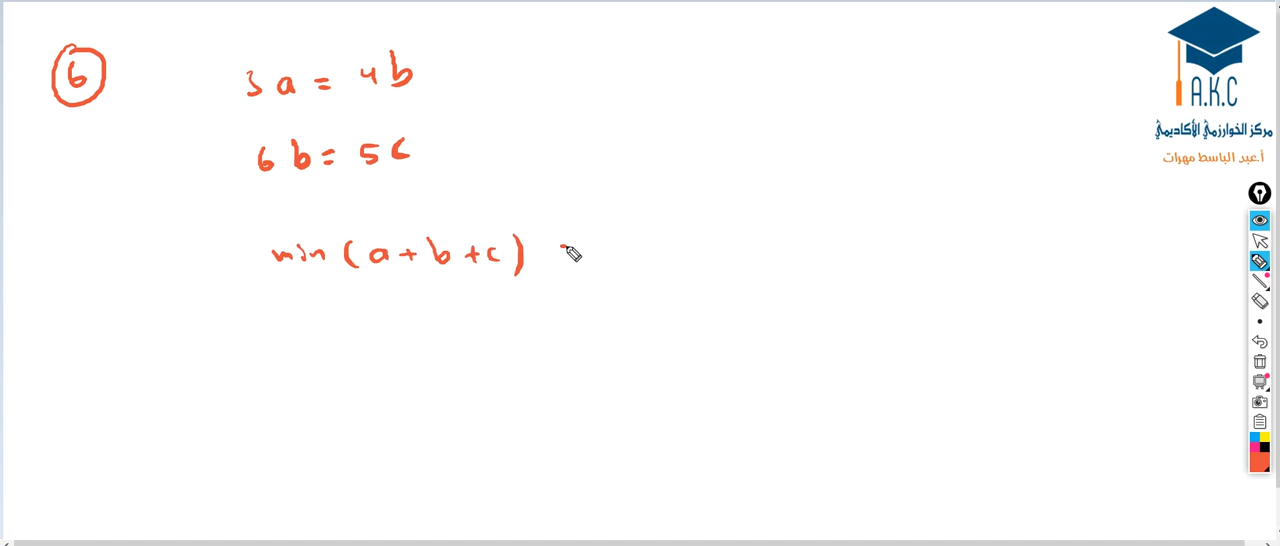 6
3a = 4b
6b = 5c
min (a + b + c)
A.K.C
مركز الخوارزمي الأكاديمي
أ.عبد الباسط مهرات